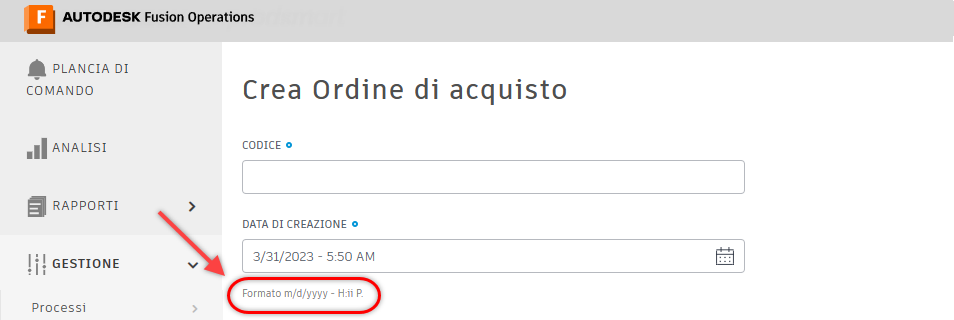 F AUTODESK Fusion Operations
PLANCIA DI
COMANDO
ANALISI
RAPPORTI
GESTIONE
Processi
Crea Ordine di acquisto
CODICE
DATA DI CREAZIONE
3/31/2023 - 5:50 AM
Formato m/d/yyyy - H:ii P.